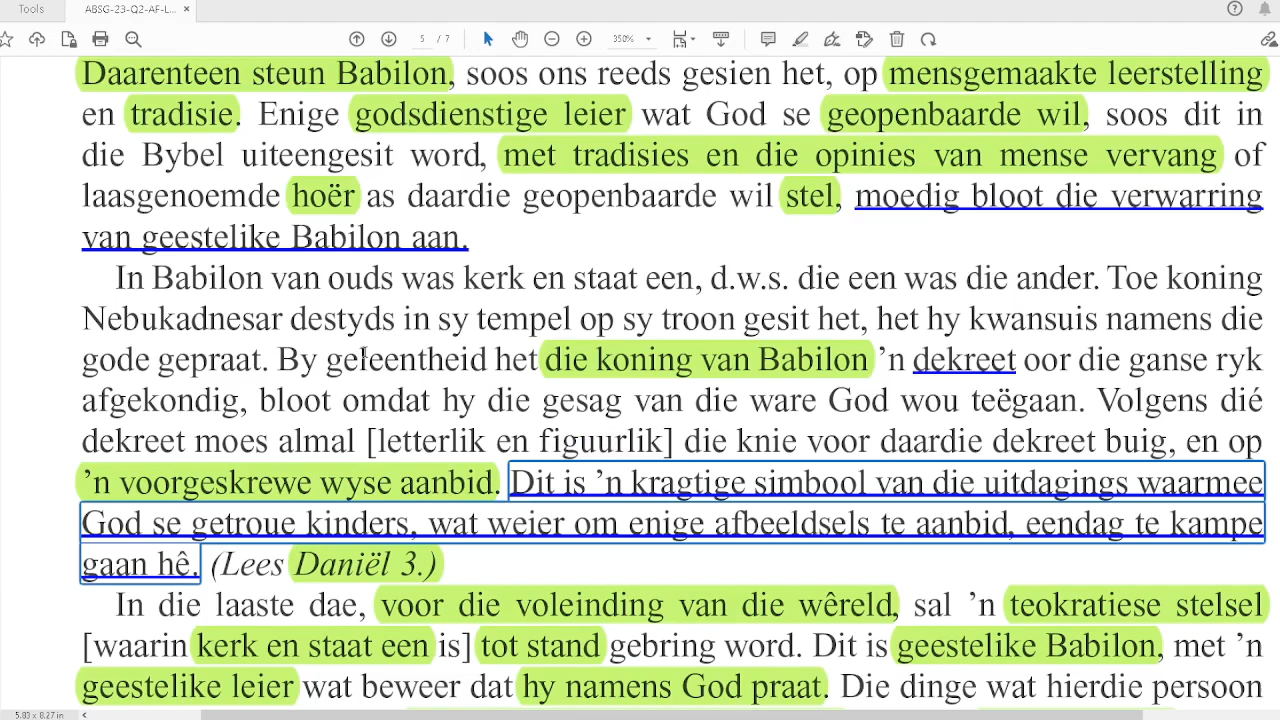 Tools
ABSG-23-Q2-AF-L... ×
5 / 7
350%
Daarenteen steun Babilon, soos ons reeds gesien het, op mensgemaakte leerstelling
en tradisie. Enige godsdienstige leier wat God se geopenbaarde wil, soos dit in
die Bybel uiteengesit word, met tradisies en die opinies van mense vervang of
laasgenoemde hoër as daardie geopenbaarde wil stel, moedig bloot die verwarring
van geestelike Babilon aan.
In Babilon van ouds was kerk en staat een, d.w.s. die een was die ander. Toe koning
Nebukadnesar destyds in sy tempel op sy troon gesit het, het hy kwansuis namens die
gode gepraat. By geleentheid het die koning van Babilon ’n dekreet oor die ganse ryk
afgekondig, bloot omdat hy die gesag van die ware God wou teëgaan. Volgens dié
dekreet moes almal [letterlik en figuurlik] die knie voor daardie dekreet buig, en op
’n voorgeskrewe wyse aanbid. Dit is ’n kragtige simbool van die uitdagings waarmee
God se getroue kinders, wat weier om enige afbeeldsels te aanbid, eendag te kampe
gaan hê. (Lees Daniël 3.)
In die laaste dae, voor die voleinding van die wêreld, sal ’n teokratiese stelsel
[waarin kerk en staat een is] tot stand gebring word. Dit is geestelike Babilon, met ’n
geestelike leier wat beweer dat hy namens God praat. Die dinge wat hierdie persoon
5.83 x 8.27 in